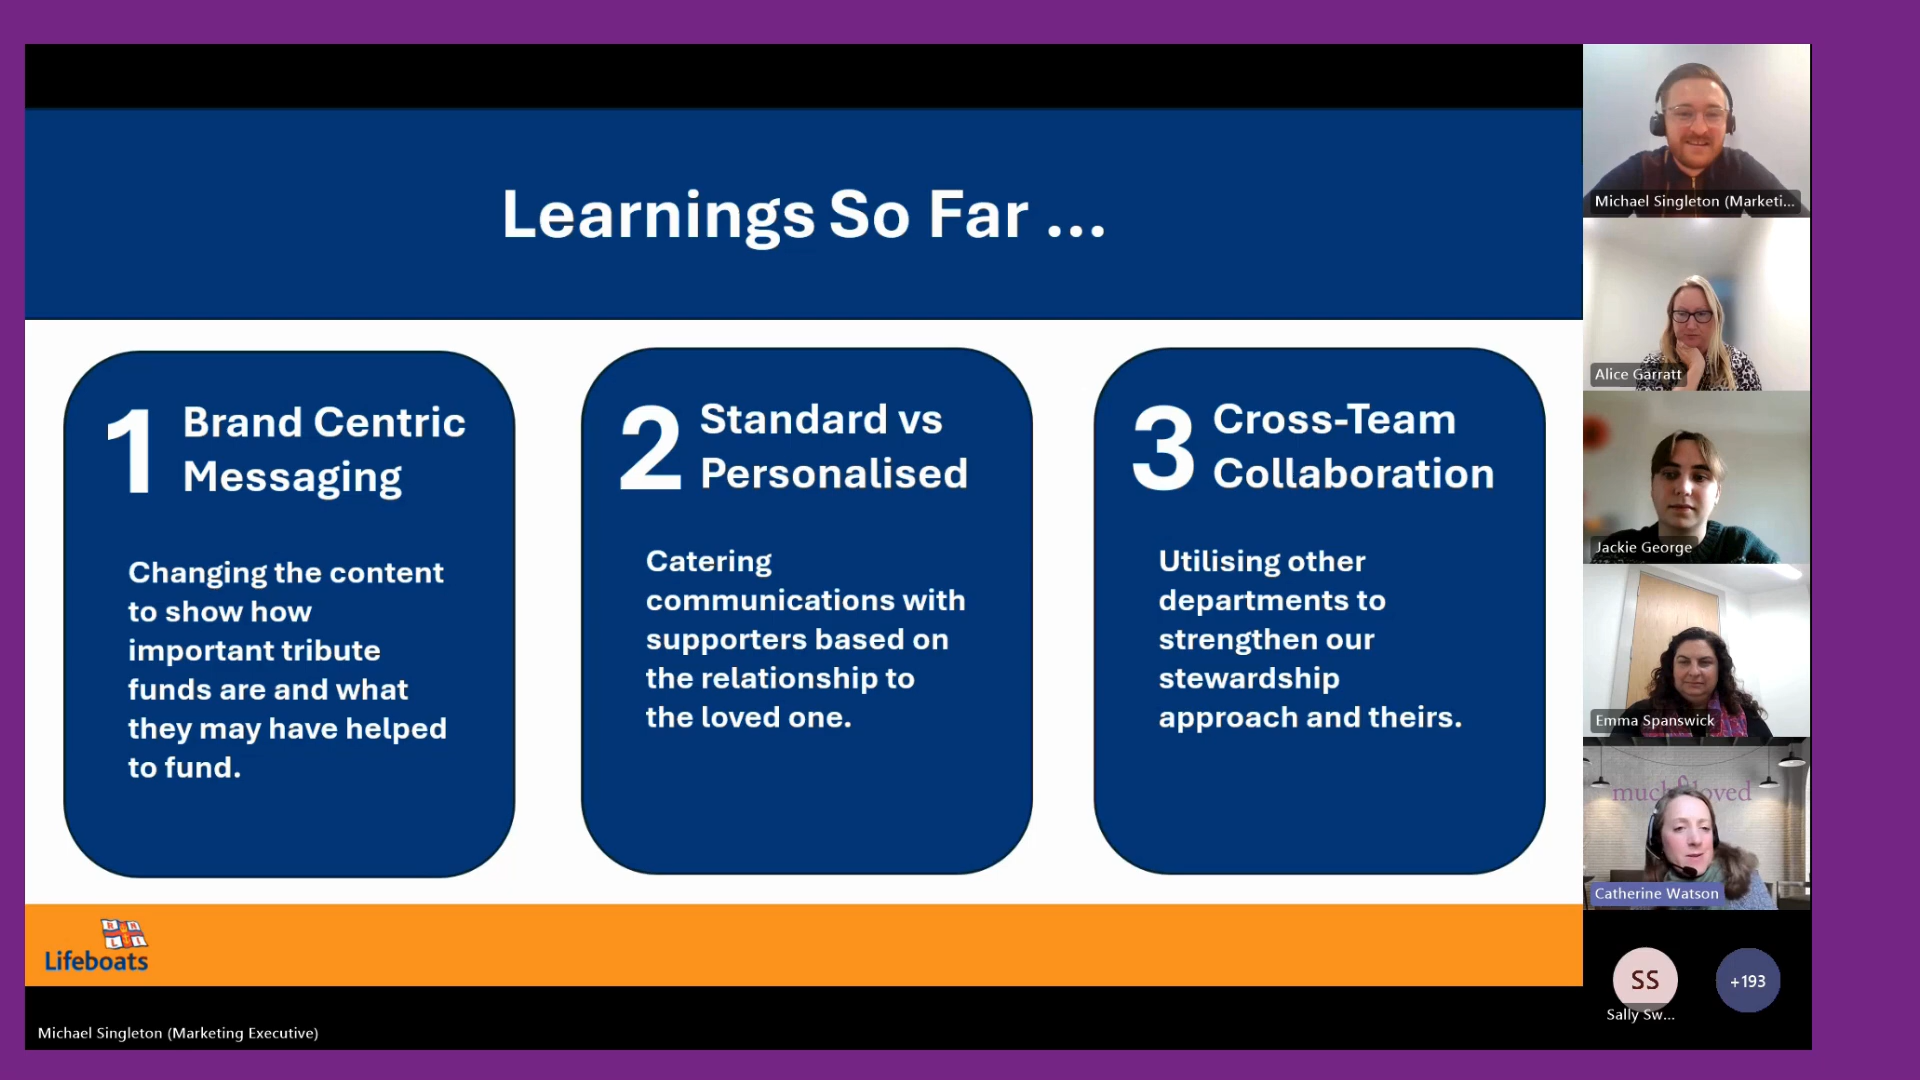 Learnings So Far ...
1
Brand Centric
Messaging
Changing the content
to show how
important tribute
funds are and what
they may have helped
to fund.
2
Standard vs
Personalised
Catering
communications with
supporters based on
the relationship to
the loved one.
3
Cross-Team
Collaboration
Utilising other
departments to
strengthen our
stewardship
approach and theirs.
R N
L I
Lifeboats
Michael Singleton (Marketing Executive)
Michael Singleton (Marketi...
Alice Garratt
Jackie George
Emma Spanswick
much loved
Catherine Watson
SS
Sally Sw...
+193